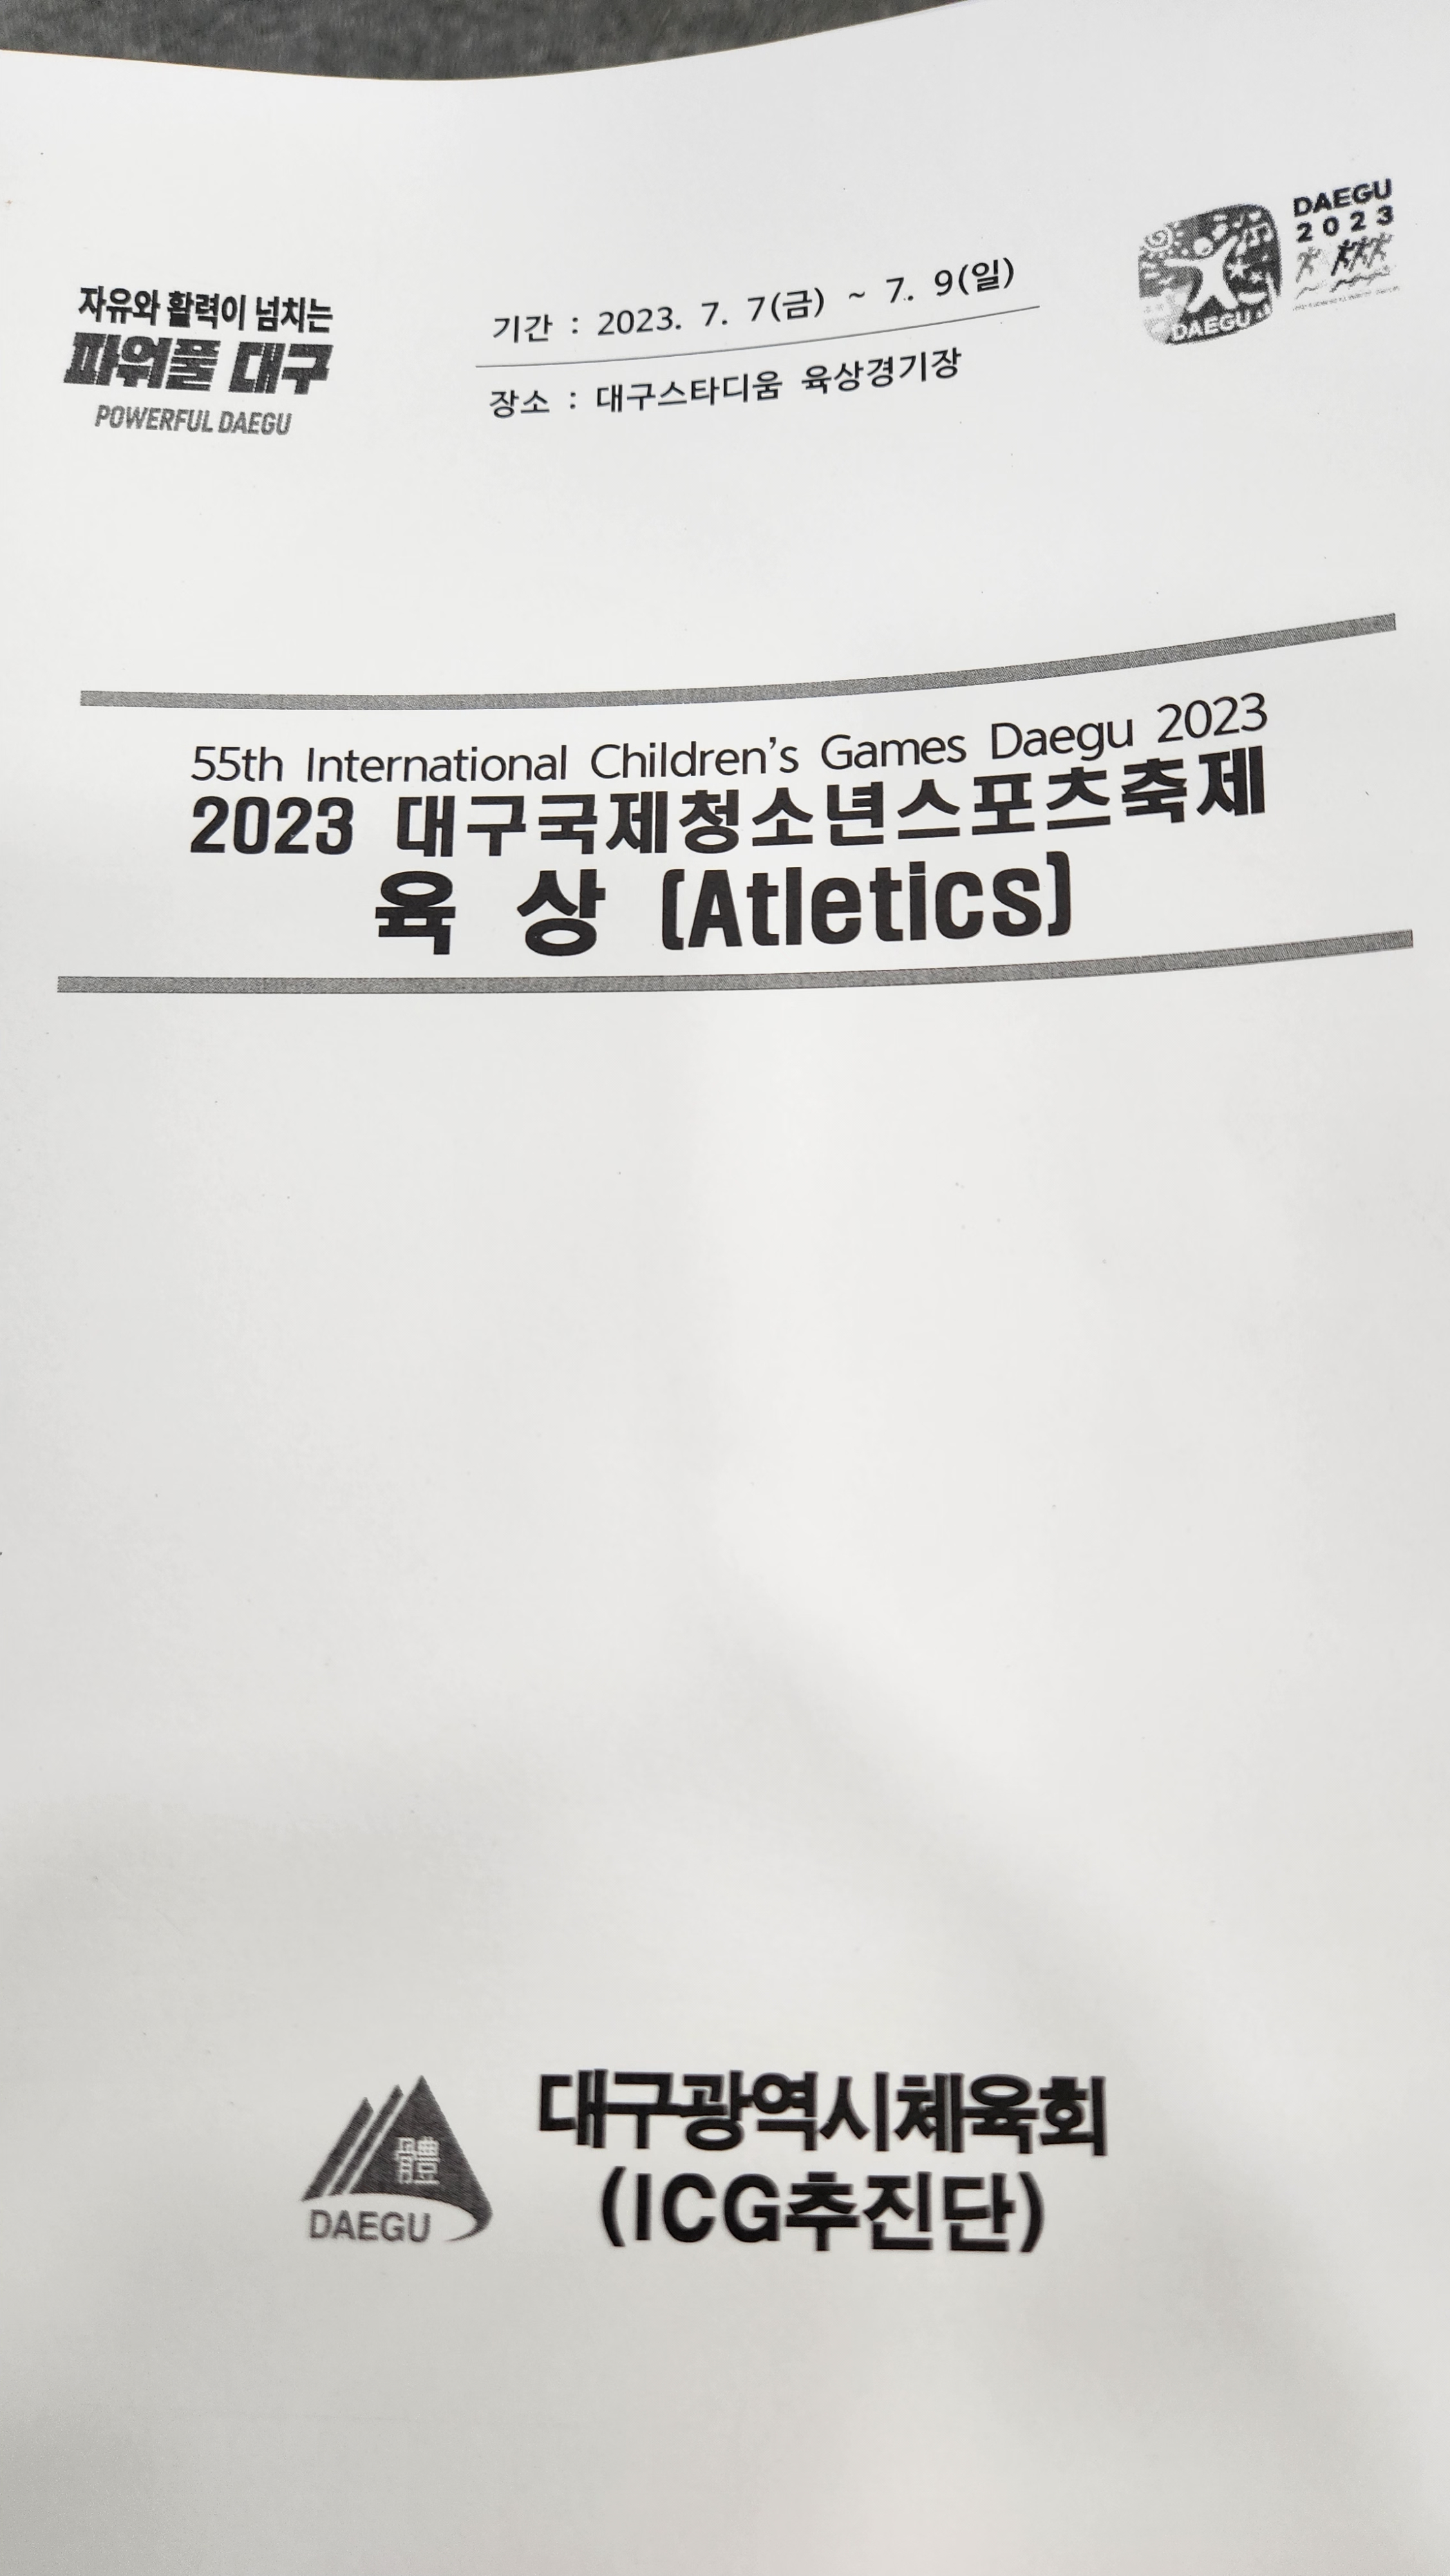 자유와 활력이 넘치는
파워풀 대구
POWERFUL DAEGU
기간 : 2023. 7. 7(금) ~ 7. 9(일)
장소 : 대구스타디움 육상경기장
DAEGU
DAEGU
2023
55th International Children's Games Daegu 2023
2023 대구국제청소년스포츠축제
육 상 (Atletics)
體
DAEGU
대구광역시체육회
(ICG추진단)